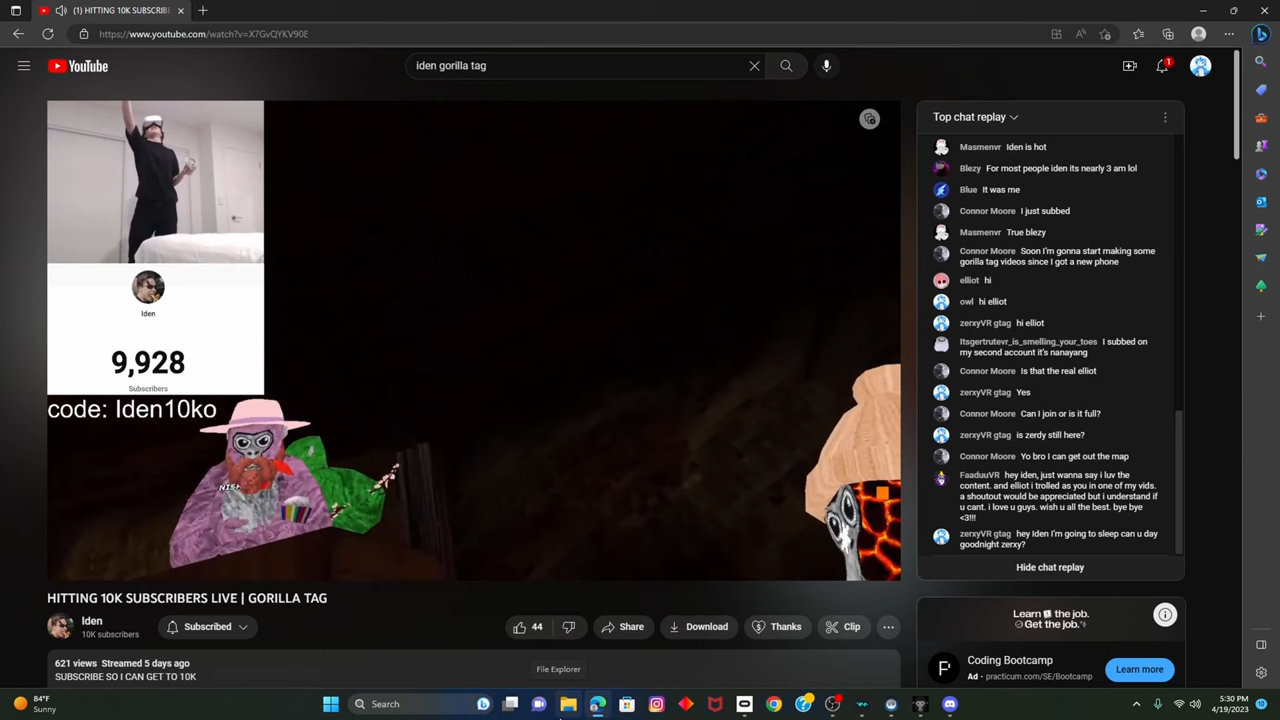 (1) HITTING 10K SUBSCRIBE
https://www.youtube.com/watch?v=X7GvQYKV90E
YouTube
iden gorilla tag
1
Iden
9,928
Subscribers
code: Iden10ko
Top chat replay
Masmenvr Iden is hot
Blezy For most people iden its nearly 3 am lol
Blue It was me
Connor Moore I just subbed
Masmenvr True blezy
Connor Moore Soon I'm gonna start making some
gorilla tag videos since I got a new phone
elliot hi
owl hi elliot
zerxyVR gtag hi elliot
Itsgertrutevr_is_smelling_your_toes I subbed on
my second account it's nanayang
Connor Moore Is that the real elliot
zerxyVR gtag Yes
Connor Moore Can I join or is it full?
zerxyVR gtag is zerdy still here?
Connor Moore Yo bro I can get out the map
FaaduuVR hey iden, just wanna say i luv the
content. and elliot i trolled as you in one of my vids.
a shoutout would be appreciated but i understand if
u cant. i love u guys. wish u all the best. bye bye
<3!!!
zerxyVR gtag hey Iden I'm going to sleep can u day
goodnight zerxy?
Hide chat replay
HITTING 10K SUBSCRIBERS LIVE | GORILLA TAG
Iden
10K subscribers
Subscribed
44
Share
Download
Thanks
Clip
621 views Streamed 5 days ago
SUBSCRIBE SO I CAN GET TO 10K
File Explorer
Learn the job.
Get the job.
Coding Bootcamp
Ad · practicum.com/SE/Bootcamp
Learn more
84°F
Sunny
Search
5:30 PM
4/19/2023